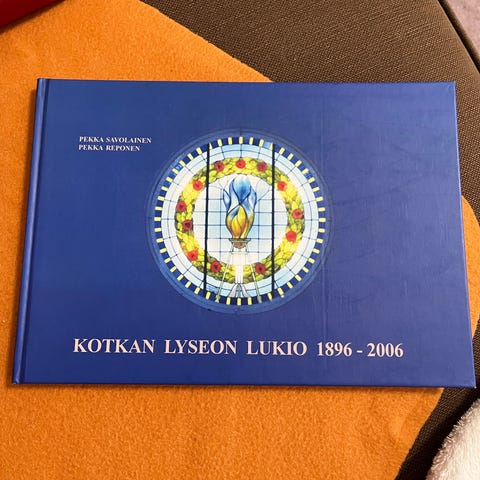 PEKKA SAVOLAINEN
PEKKA REPONEN
KOTKAN LYSEON LUKIO 1896 - 2006